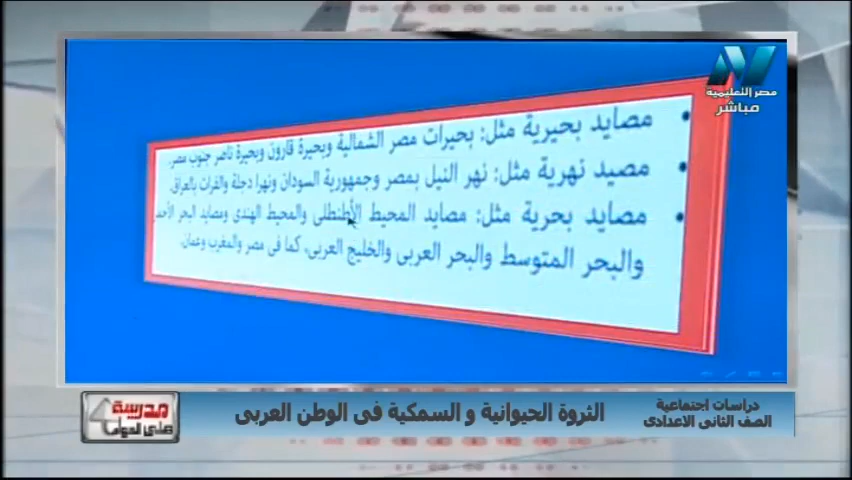 مصر التعليمية
مباشر
• مصايد بحيرية مثل: بحيرات مصر الشمالية وبحيرة قارون وبحيرة ناصر جنوب مصر.
• مصيد نهرية مثل: نهر النيل بمصر وجمهورية السودان ونهرا دجلة والفرات بالعراق.
• مصايد بحرية مثل: مصايد المحيط الأطنطلى والمحيط الهندى ومصايد البحر الأحمر
والبحر المتوسط والبحر العربى والخليج العربى، كما فى مصر والمغرب وعمان.
دراسات اجتماعية
الصف الثانى الاعدادى
الثروة الحيوانية و السمكية فى الوطن العربى
مدرسة
على الهواء